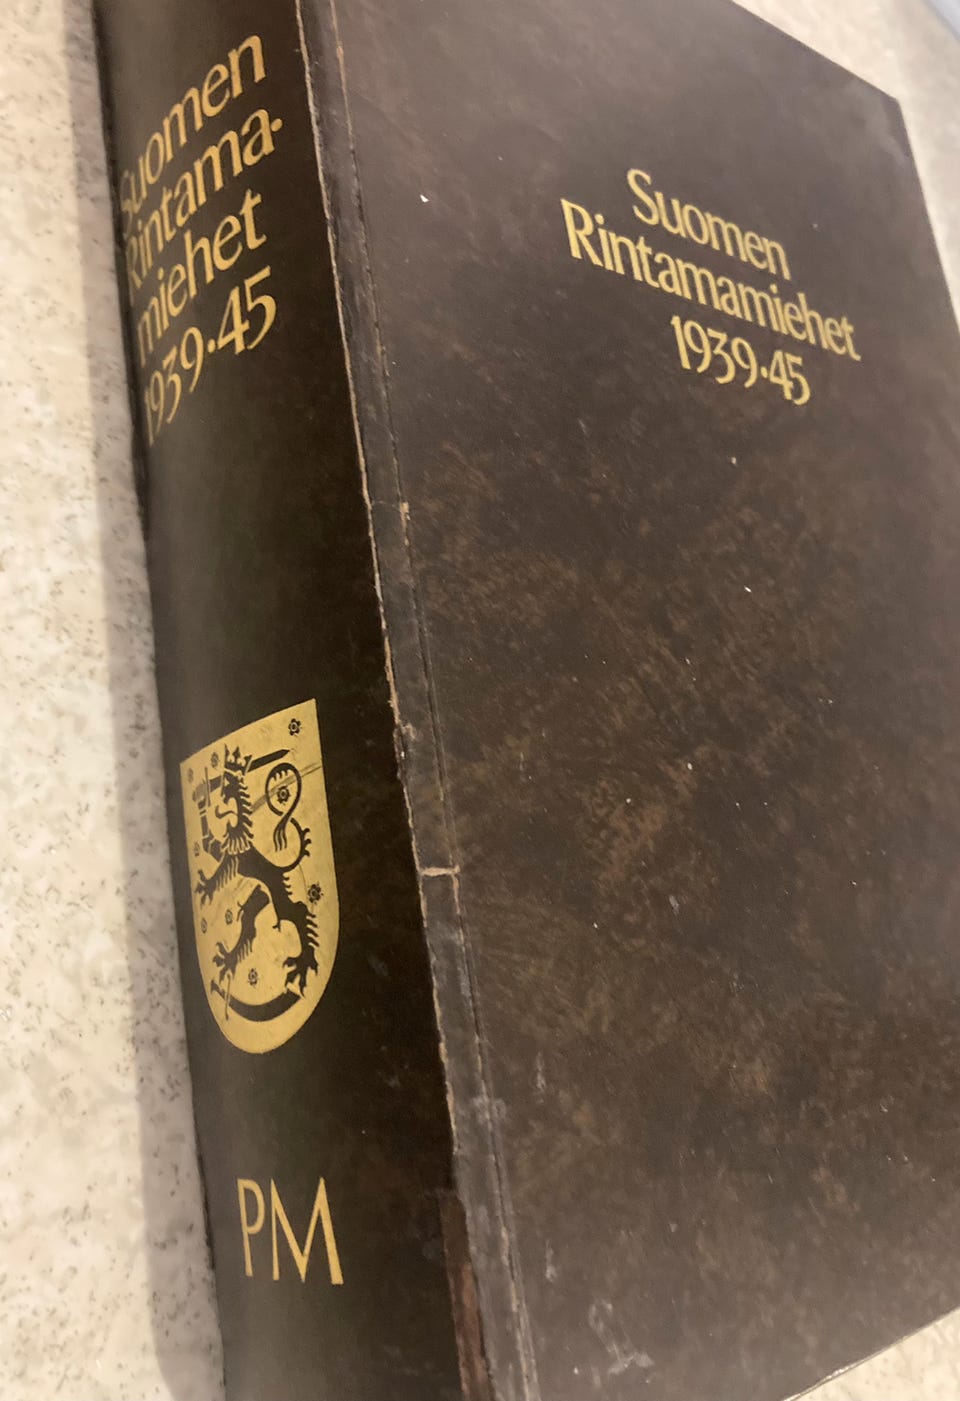 Suomen
Rintama-
miehet
1939·45
PM
Suomen
Rintamamiehet
1939·45